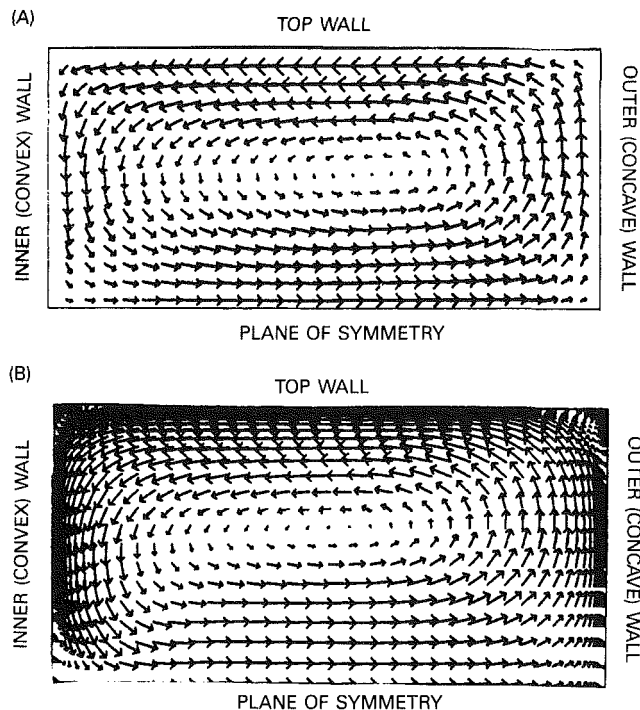 (A)
TOP WALL
INNER (CONVEX) WALL
OUTER (CONCAVE) WALL
PLANE OF SYMMETRY
(B)
TOP WALL
INNER (CONVEX) WALL
OUTER (CONCAVE) WALL
PLANE OF SYMMETRY